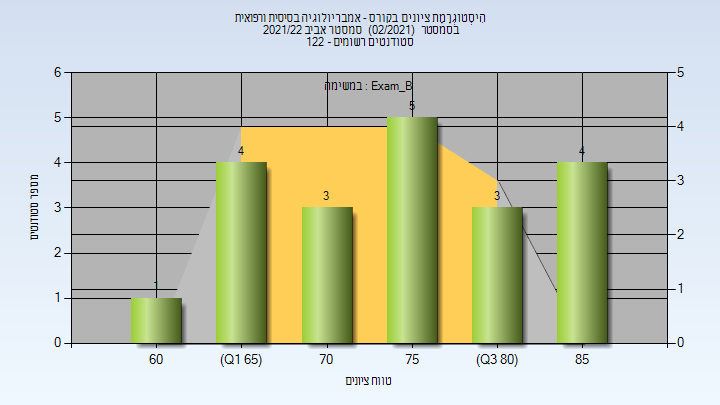 היסטוגרמת ציונים בקורס - אמבריולוגיה בסיסית ורפואית
בסמסטר (02/2021) סמסטר אביב 2021/22
סטודנטים רשומים - 122
במשימה : Exam_B
מספר סטודנטים
6 5 4 3 2 1 0
5 4 3 2 1 0
1 4 3 5 3 4
60 (Q1 65) 70 75 (Q3 80) 85
טווח ציונים